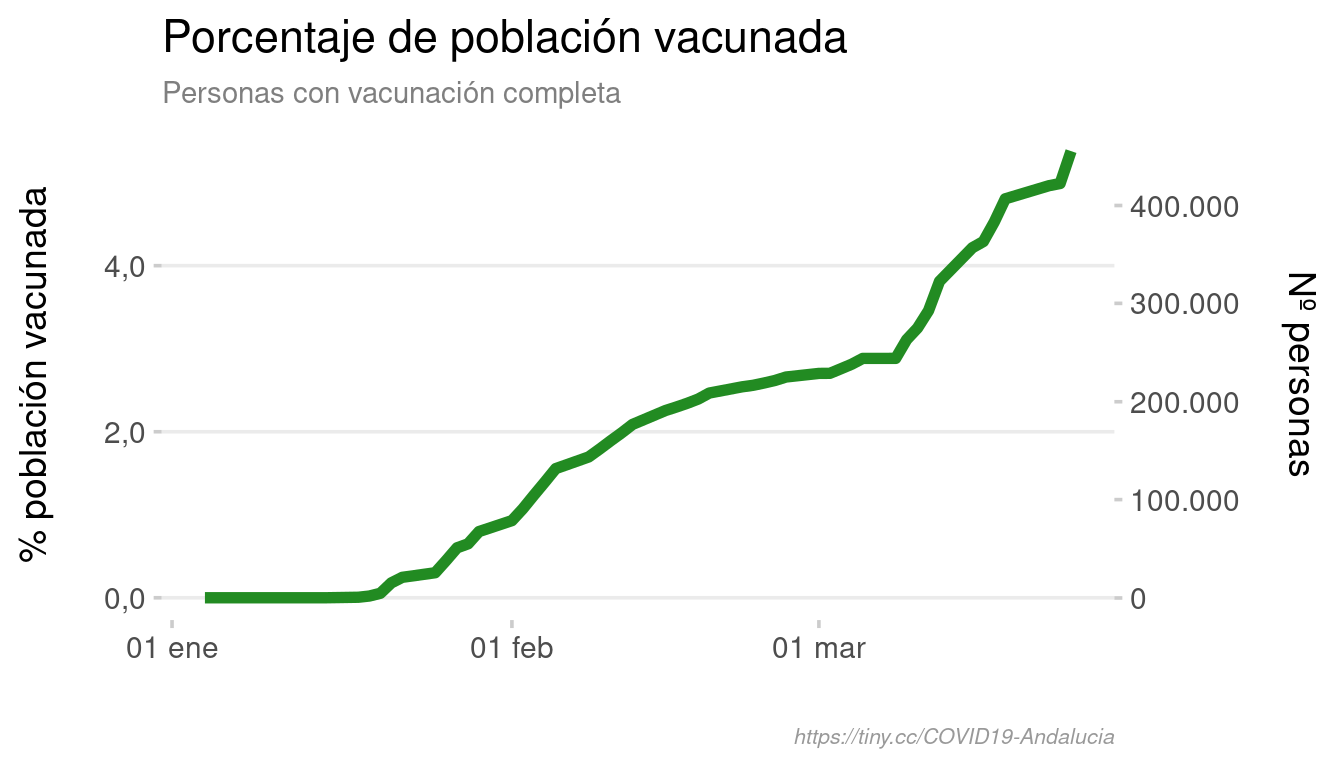 Porcentaje de población vacunada
Personas con vacunación completa
% población vacunada
4,0
2,0
0,0
400.000
300.000
200.000
100.000
0
Nº personas
01 ene
01 feb
01 mar
https://tiny.cc/COVID19-Andalucia